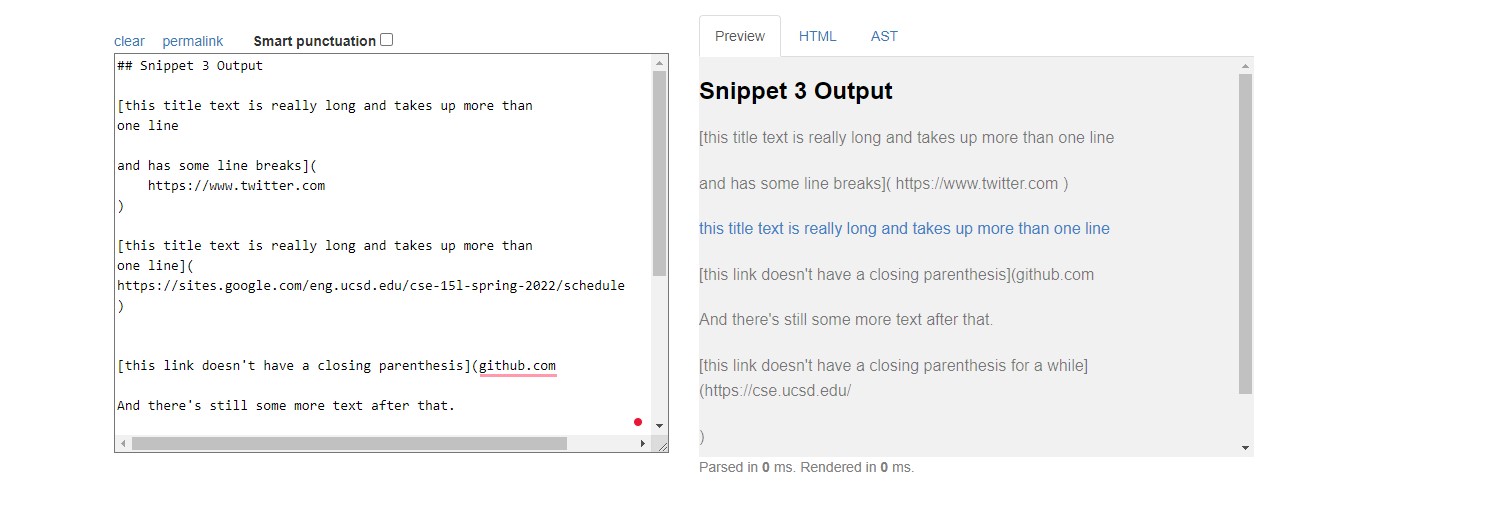 clear permalink Smart punctuation
## Snippet 3 Output
[this title text is really long and takes up more than
one line
and has some line breaks](
https://www.twitter.com
)
[this title text is really long and takes up more than
one line](
https://sites.google.com/eng.ucsd.edu/cse-15l-spring-2022/schedule
)
[this link doesn't have a closing parenthesis](github.com
And there's still some more text after that.
Preview HTML AST
Snippet 3 Output
[this title text is really long and takes up more than one line
and has some line breaks]( https://www.twitter.com )
this title text is really long and takes up more than one line
[this link doesn't have a closing parenthesis](github.com
And there's still some more text after that.
[this link doesn't have a closing parenthesis for a while]
(https://cse.ucsd.edu/
)
Parsed in 0 ms. Rendered in 0 ms.